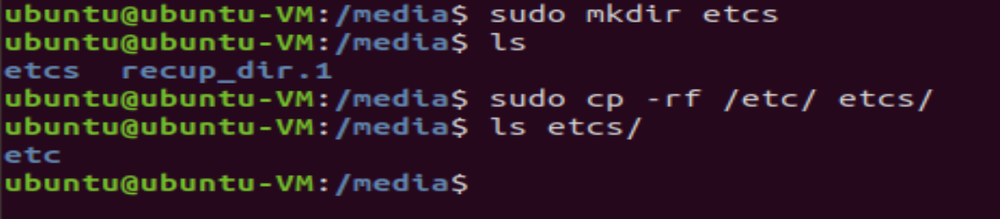 ubuntu@ubuntu-VM:/media$ sudo mkdir etcs
ubuntu@ubuntu-VM:/media$ ls
etcs  recup_dir.1
ubuntu@ubuntu-VM:/media$ sudo cp -rf /etc/ etcs/
ubuntu@ubuntu-VM:/media$ ls etcs/
etc
ubuntu@ubuntu-VM:/media$